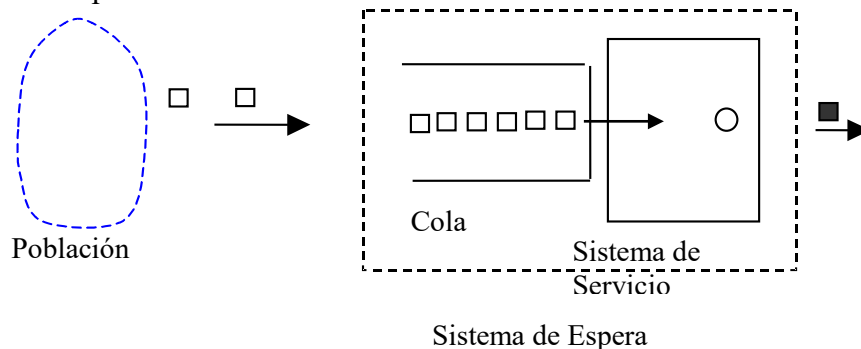 Población
Cola
Sistema de
Servicio
Sistema de Espera